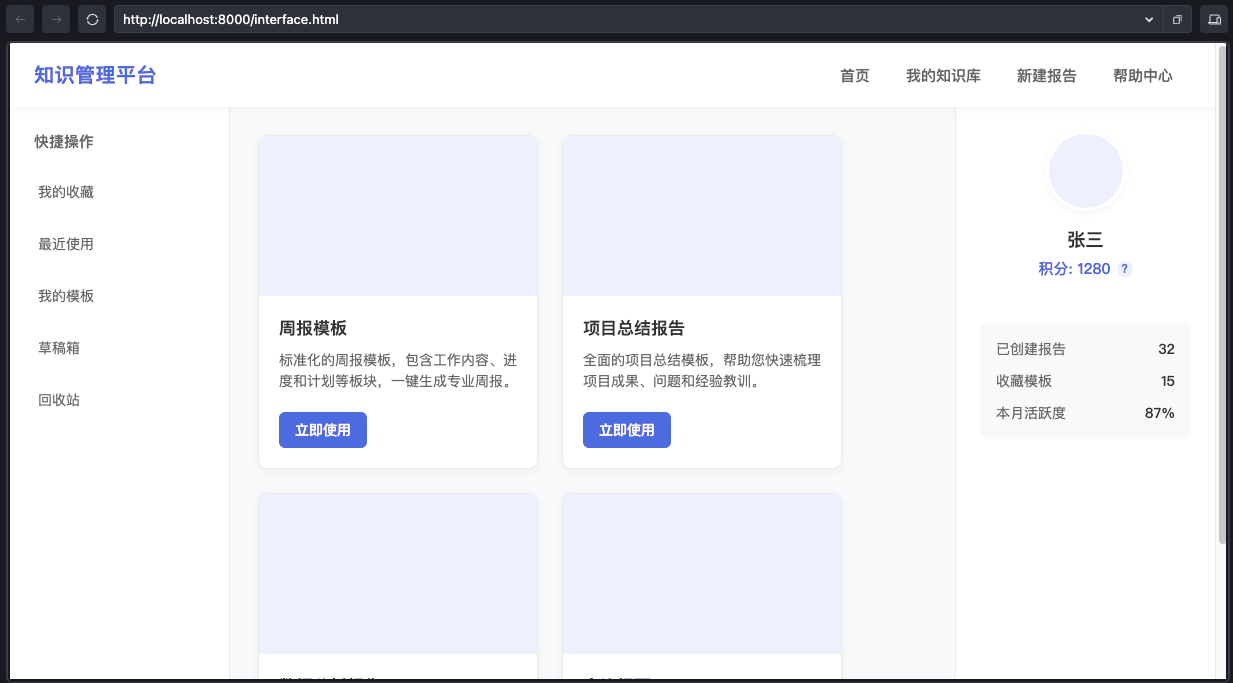 http://localhost:8000/interface.html
知识管理平台
首页
我的知识库
新建报告
帮助中心
快捷操作
我的收藏
最近使用
我的模板
草稿箱
回收站
周报模板
标准化的周报模板，包含工作内容、进
度和计划等板块，一键生成专业周报。
立即使用
项目总结报告
全面的项目总结模板，帮助您快速梳理
项目成果、问题和经验教训。
立即使用
张三
积分: 1280 ?
已创建报告 32
收藏模板 15
本月活跃度 87%